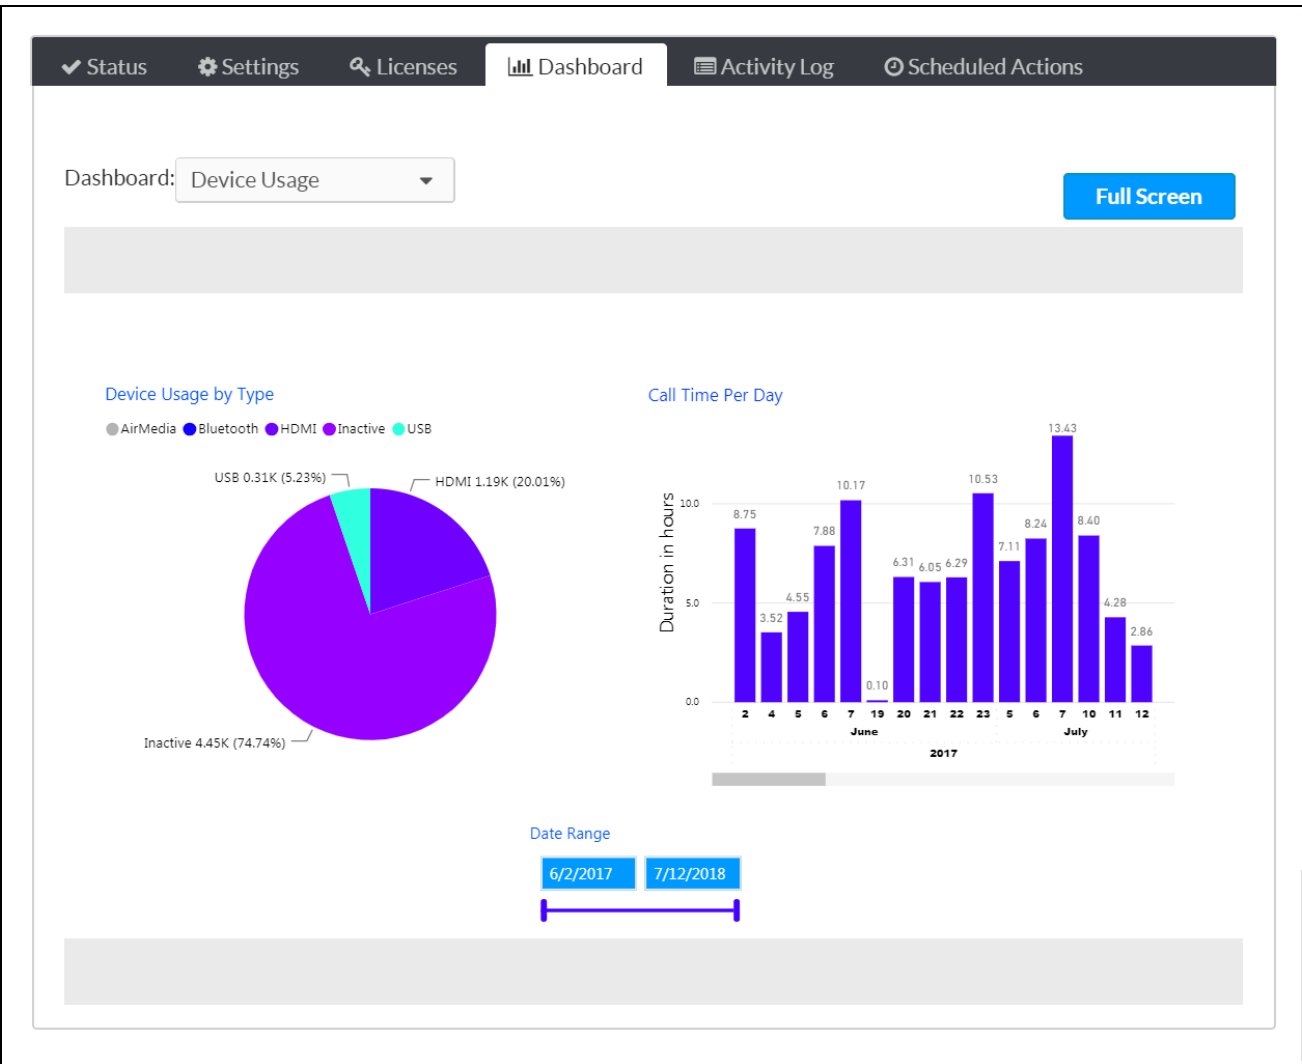 Status Settings Licenses Dashboard Activity Log Scheduled Actions
Dashboard: Device Usage
Full Screen
Device Usage by Type
AirMedia Bluetooth HDMI Inactive USB
USB 0.31K (5.23%)
HDMI 1.19K (20.01%)
Inactive 4.45K (74.74%)
Call Time Per Day
Duration in hours
10.0
5.0
0.0
8.75 3.52 4.55 7.88 10.17 0.10 6.31 6.05 6.29 10.53 7.11 8.24 13.43 8.40 4.28 2.86
2 4 5 6 7 19 20 21 22 23 5 6 7 10 11 12
June July
2017
Date Range
6/2/2017 7/12/2018